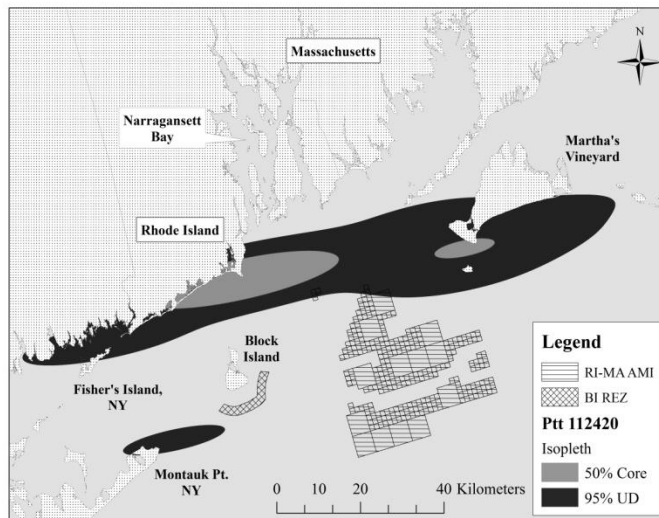 Massachusetts
N
Narragansett
Bay
Martha's
Vineyard
Rhode Island
Block
Island
Fisher's Island,
NY
Montauk Pt.
NY
0 10 20 40 Kilometers
Legend
RI-MA AMI
BI REZ
Ptt 112420
Isopleth
50% Core
95% UD